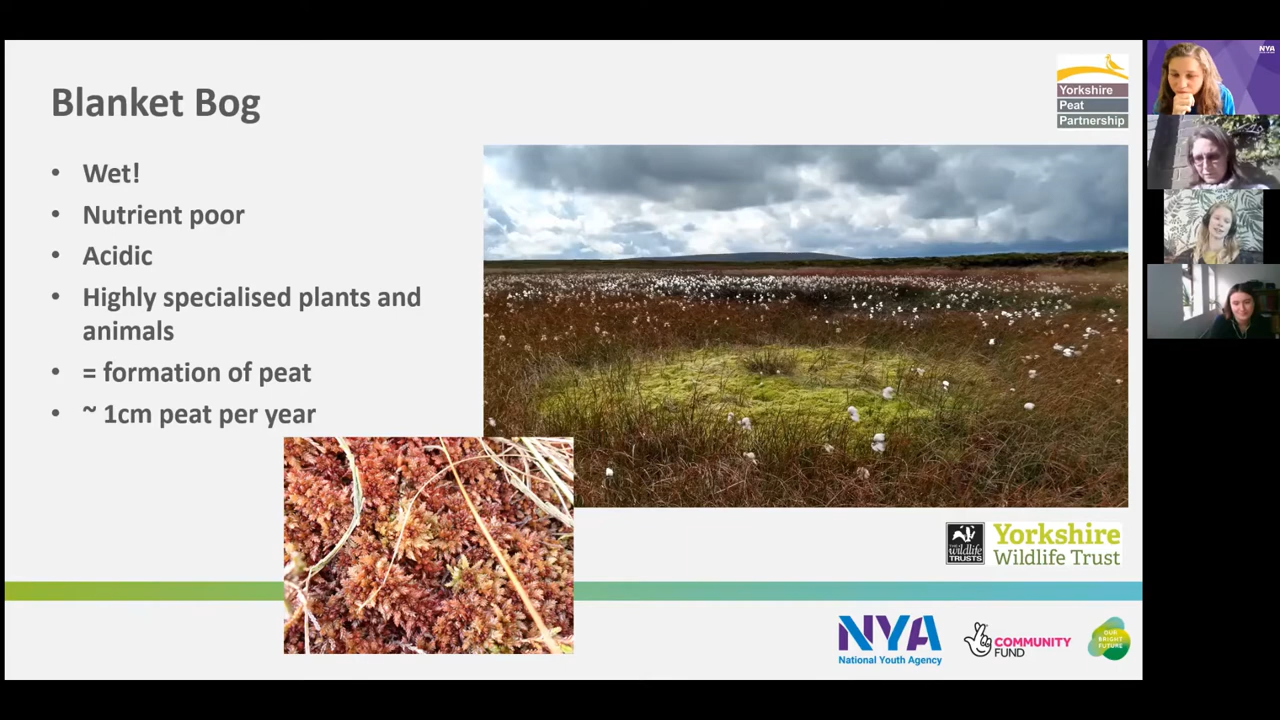 Blanket Bog
• Wet!
• Nutrient poor
• Acidic
• Highly specialised plants and
animals
• = formation of peat
• ~ 1cm peat per year
Yorkshire
Peat
Partnership
THE
wildlife
TRUSTS
Yorkshire
Wildlife Trust
NYA
National Youth Agency
COMMUNITY
FUND
OUR
BRIGHT
FUTURE
NYA